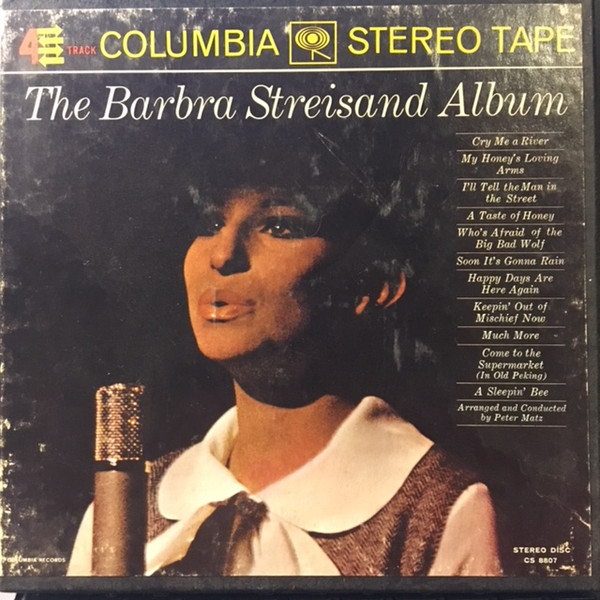 4 TRACK COLUMBIA STEREO TAPE
The Barbra Streisand Album
Cry Me a River
My Honey's Loving
Arms
I'll Tell the Man in
the Street
A Taste of Honey
Who's Afraid of the
Big Bad Wolf
Soon It's Gonna Rain
Happy Days Are
Here Again
Keepin' Out of
Mischief Now
Much More
Come to the
Supermarket
(In Old Peking)
A Sleepin' Bee
Arranged and Conducted
by Peter Matz
STEREO DISC
CS 8807
COLUMBIA RECORDS